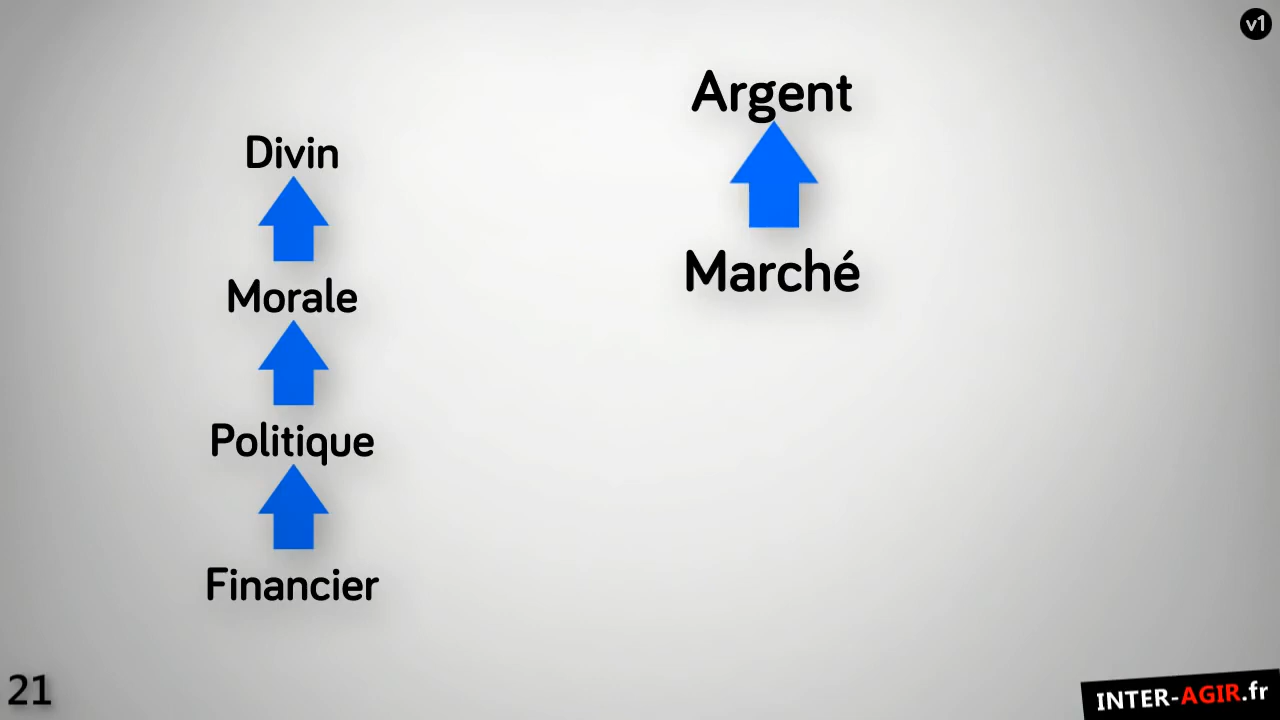 v1
Argent
Marché
Divin
Morale
Politique
Financier
21
INTER-AGIR.fr